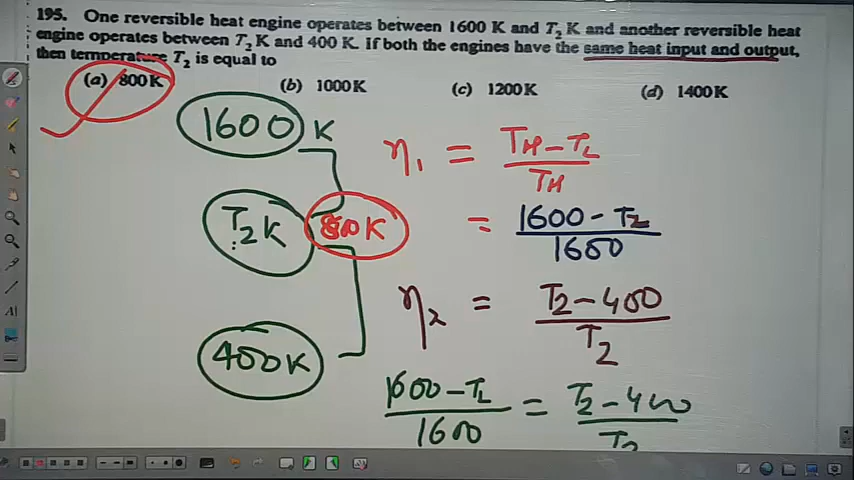 195. One reversible heat engine operates between 1600 K and T₂ K and another reversible heat
engine operates between T₂ K and 400 K. If both the engines have the same heat input and output,
then temperature T₂ is equal to
(a) 800 K (b) 1000 K (c) 1200 K (d) 1400 K
1600 K
T₂ K 800 K
400 K
η₁ = (T_H − T_L) / T_H
= (1600 − T₂) / 1600
η₂ = (T₂ − 400) / T₂
(1600 − T₂) / 1600 = (T₂ − 400) / T₂